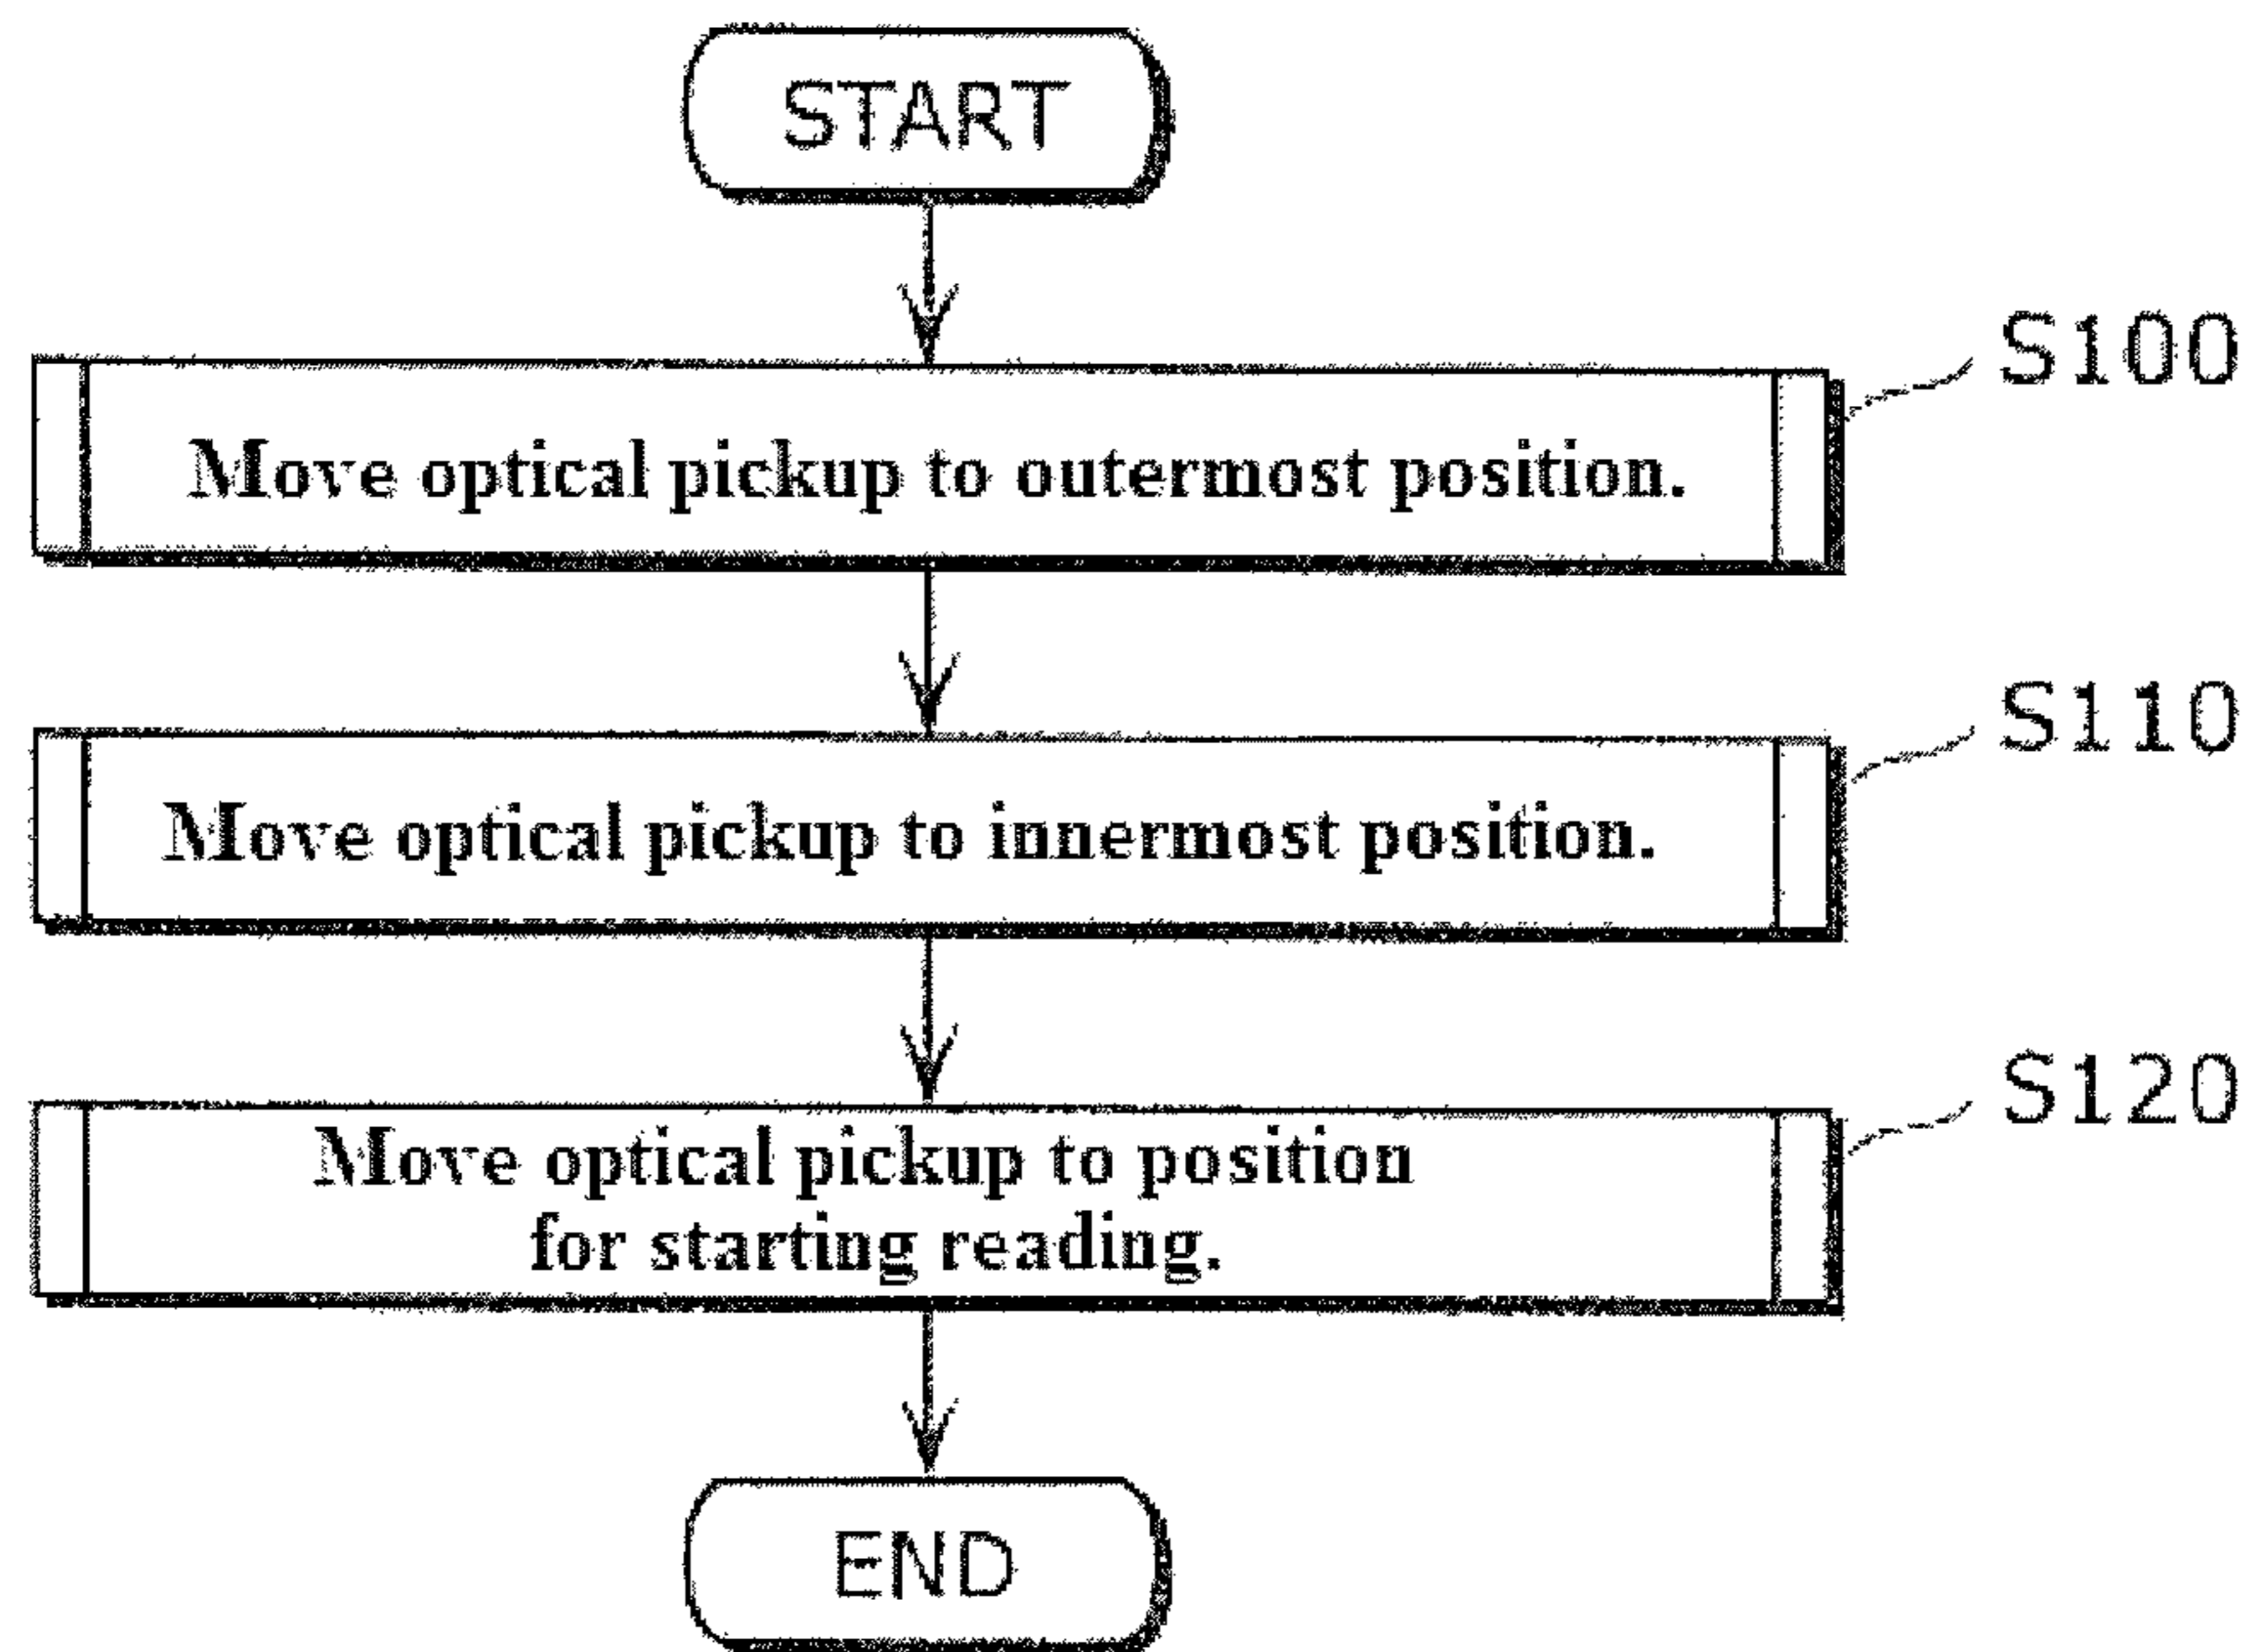 START
S100
Move optical pickup to outermost position.
S110
Move optical pickup to innermost position.
S120
Move optical pickup to position
for starting reading.
END